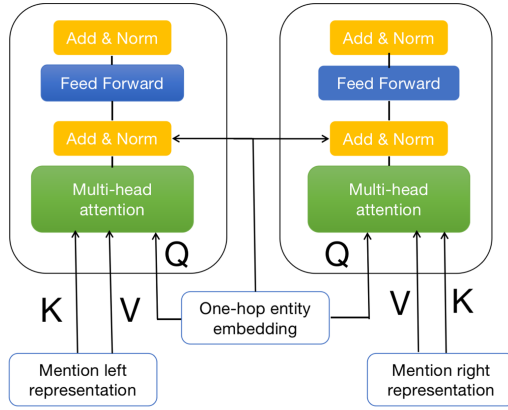 Add & Norm
Feed Forward
Add & Norm
Multi-head
attention
Q
K
V
Mention left
representation
Add & Norm
Feed Forward
Add & Norm
Multi-head
attention
Q
V
K
One-hop entity
embedding
Mention right
representation